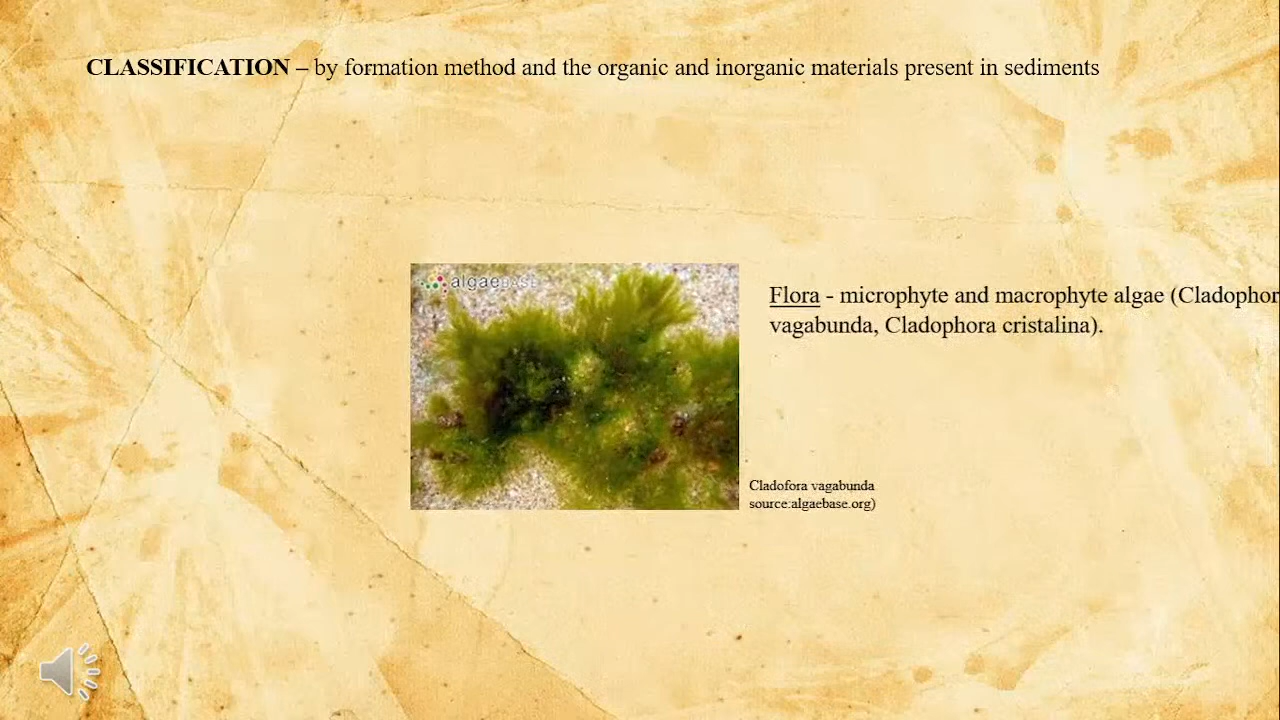 CLASSIFICATION – by formation method and the organic and inorganic materials present in sediments
algaeBASE
Flora - microphyte and macrophyte algae (Cladophor
vagabunda, Cladophora cristalina).
Cladofora vagabunda
source:algaebase.org)